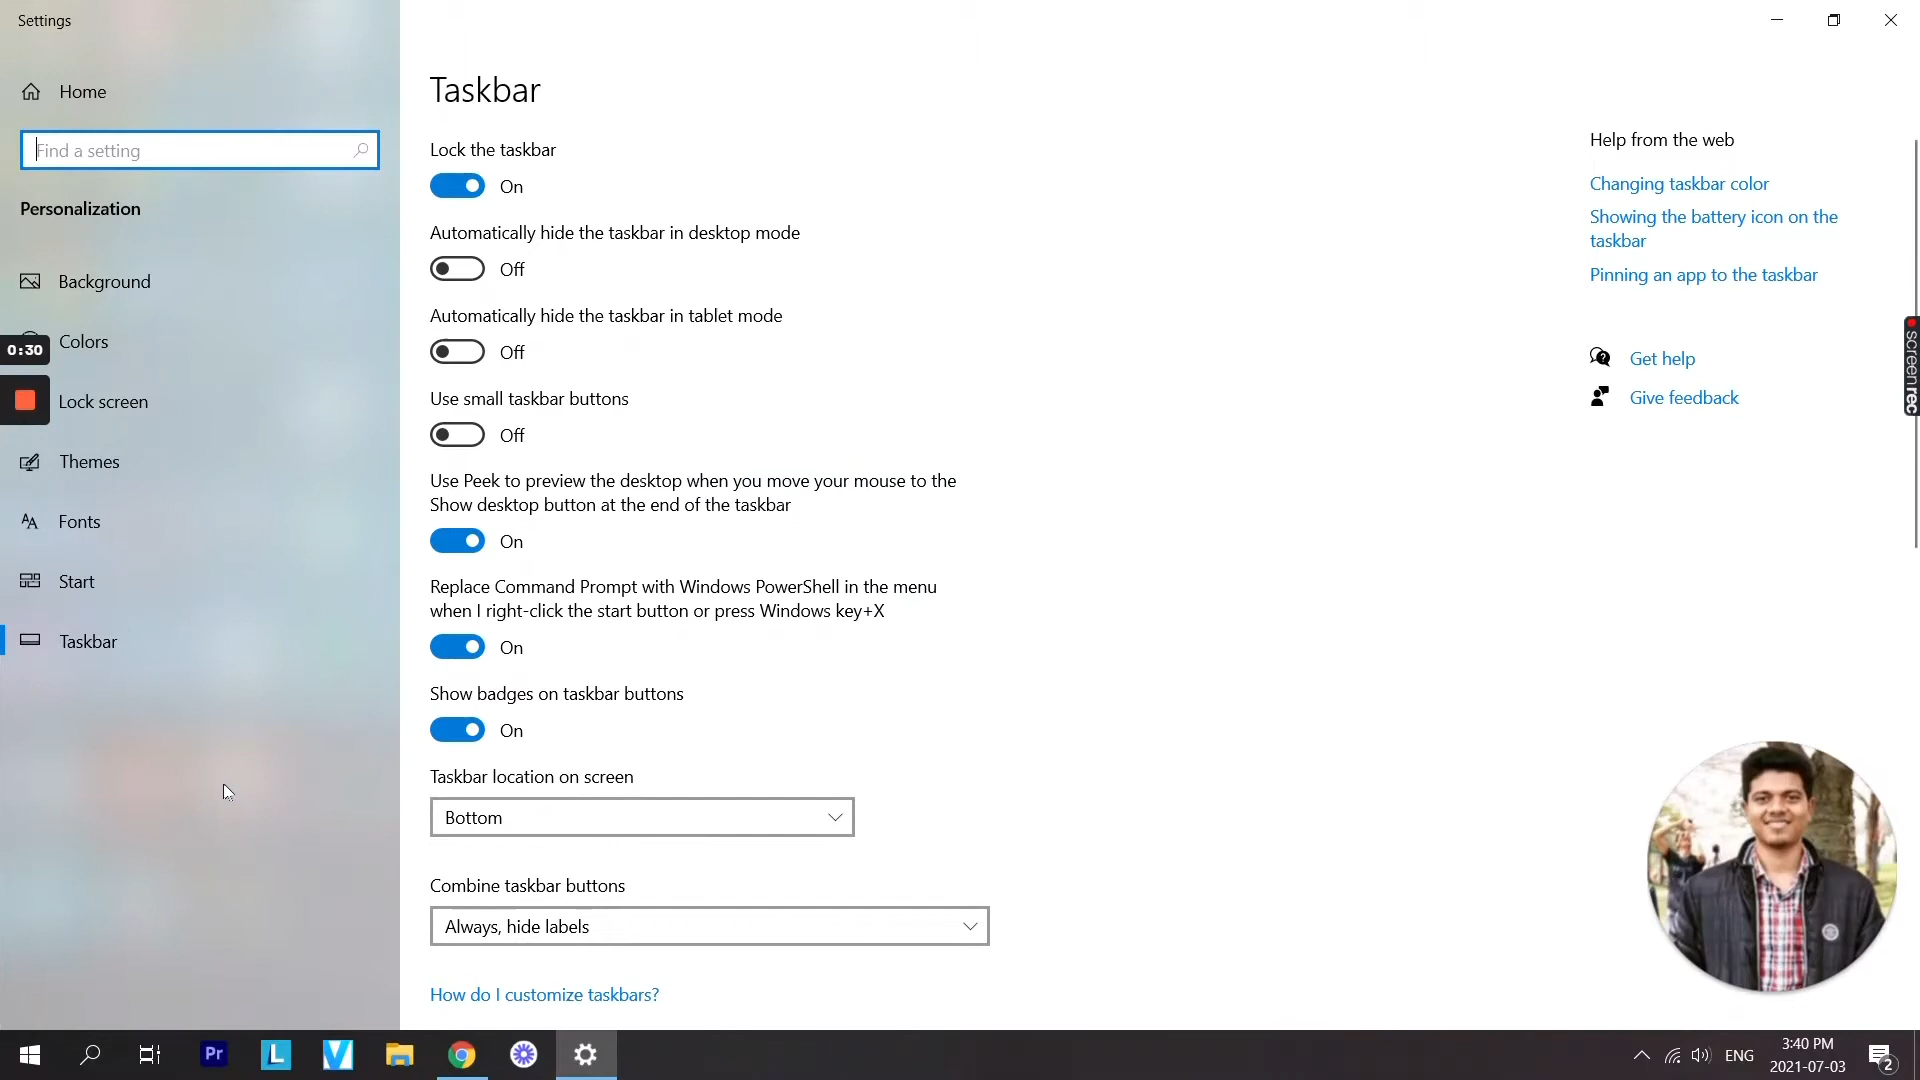 Settings
Home
Find a setting
Personalization
Background
Colors
0:30
Lock screen
Themes
Fonts
Start
Taskbar
Taskbar
Lock the taskbar
On
Automatically hide the taskbar in desktop mode
Off
Automatically hide the taskbar in tablet mode
Off
Use small taskbar buttons
Off
Use Peek to preview the desktop when you move your mouse to the
Show desktop button at the end of the taskbar
On
Replace Command Prompt with Windows PowerShell in the menu
when I right-click the start button or press Windows key+X
On
Show badges on taskbar buttons
On
Taskbar location on screen
Bottom
Combine taskbar buttons
Always, hide labels
How do I customize taskbars?
Help from the web
Changing taskbar color
Showing the battery icon on the
taskbar
Pinning an app to the taskbar
Get help
Give feedback
screenrec
Pr
L
V
ENG
3:40 PM
2021-07-03
2